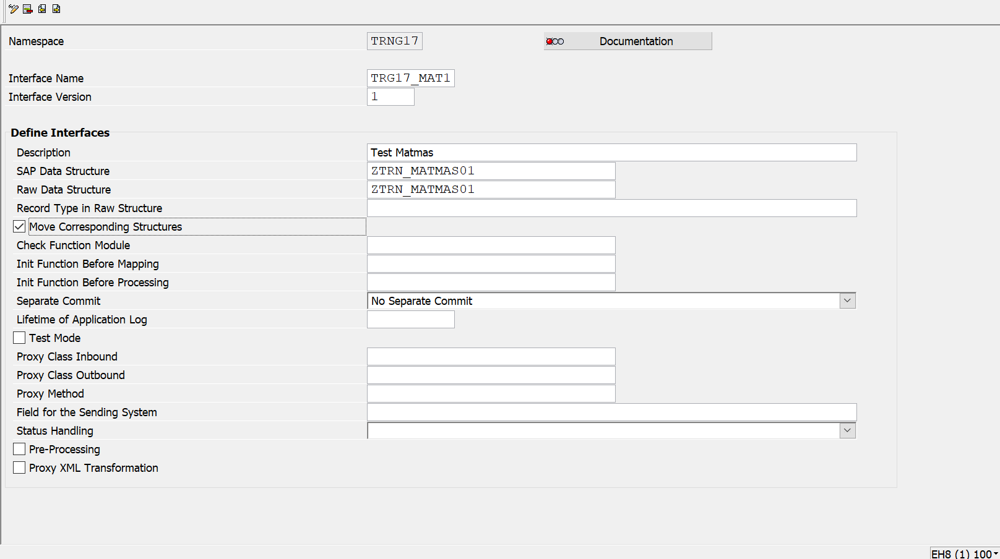 Namespace TRNG17 Documentation
Interface Name TRG17_MAT1
Interface Version 1
Define Interfaces
Description Test Matmas
SAP Data Structure ZTRN_MATMAS01
Raw Data Structure ZTRN_MATMAS01
Record Type in Raw Structure
Move Corresponding Structures
Check Function Module
Init Function Before Mapping
Init Function Before Processing
Separate Commit No Separate Commit
Lifetime of Application Log
Test Mode
Proxy Class Inbound
Proxy Class Outbound
Proxy Method
Field for the Sending System
Status Handling
Pre-Processing
Proxy XML Transformation
EH8 (1) 100